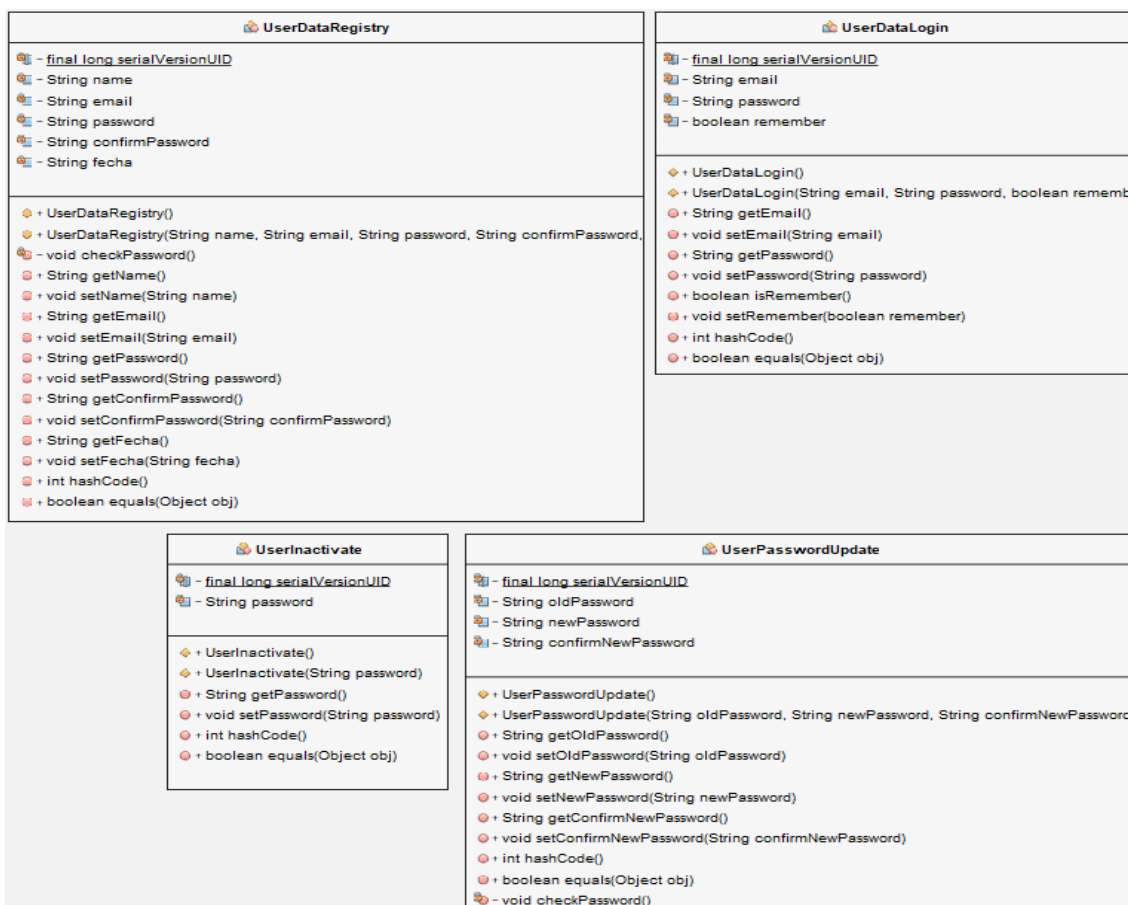 UserDataRegistry
- final long serialVersionUID
- String name
- String email
- String password
- String confirmPassword
- String fecha
+ UserDataRegistry()
+ UserDataRegistry(String name, String email, String password, String confirmPassword,
- void checkPassword()
+ String getName()
+ void setName(String name)
+ String getEmail()
+ void setEmail(String email)
+ String getPassword()
+ void setPassword(String password)
+ String getConfirmPassword()
+ void setConfirmPassword(String confirmPassword)
+ String getFecha()
+ void setFecha(String fecha)
+ int hashCode()
+ boolean equals(Object obj)
UserDataLogin
- final long serialVersionUID
- String email
- String password
- boolean remember
+ UserDataLogin()
+ UserDataLogin(String email, String password, boolean rememb
+ String getEmail()
+ void setEmail(String email)
+ String getPassword()
+ void setPassword(String password)
+ boolean isRemember()
+ void setRemember(boolean remember)
+ int hashCode()
+ boolean equals(Object obj)
UserInactivate
- final long serialVersionUID
- String password
+ UserInactivate()
+ UserInactivate(String password)
+ String getPassword()
+ void setPassword(String password)
+ int hashCode()
+ boolean equals(Object obj)
UserPasswordUpdate
- final long serialVersionUID
- String oldPassword
- String newPassword
- String confirmNewPassword
+ UserPasswordUpdate()
+ UserPasswordUpdate(String oldPassword, String newPassword, String confirmNewPassword
+ String getOldPassword()
+ void setOldPassword(String oldPassword)
+ String getNewPassword()
+ void setNewPassword(String newPassword)
+ String getConfirmNewPassword()
+ void setConfirmNewPassword(String confirmNewPassword)
+ int hashCode()
+ boolean equals(Object obj)
- void checkPassword()